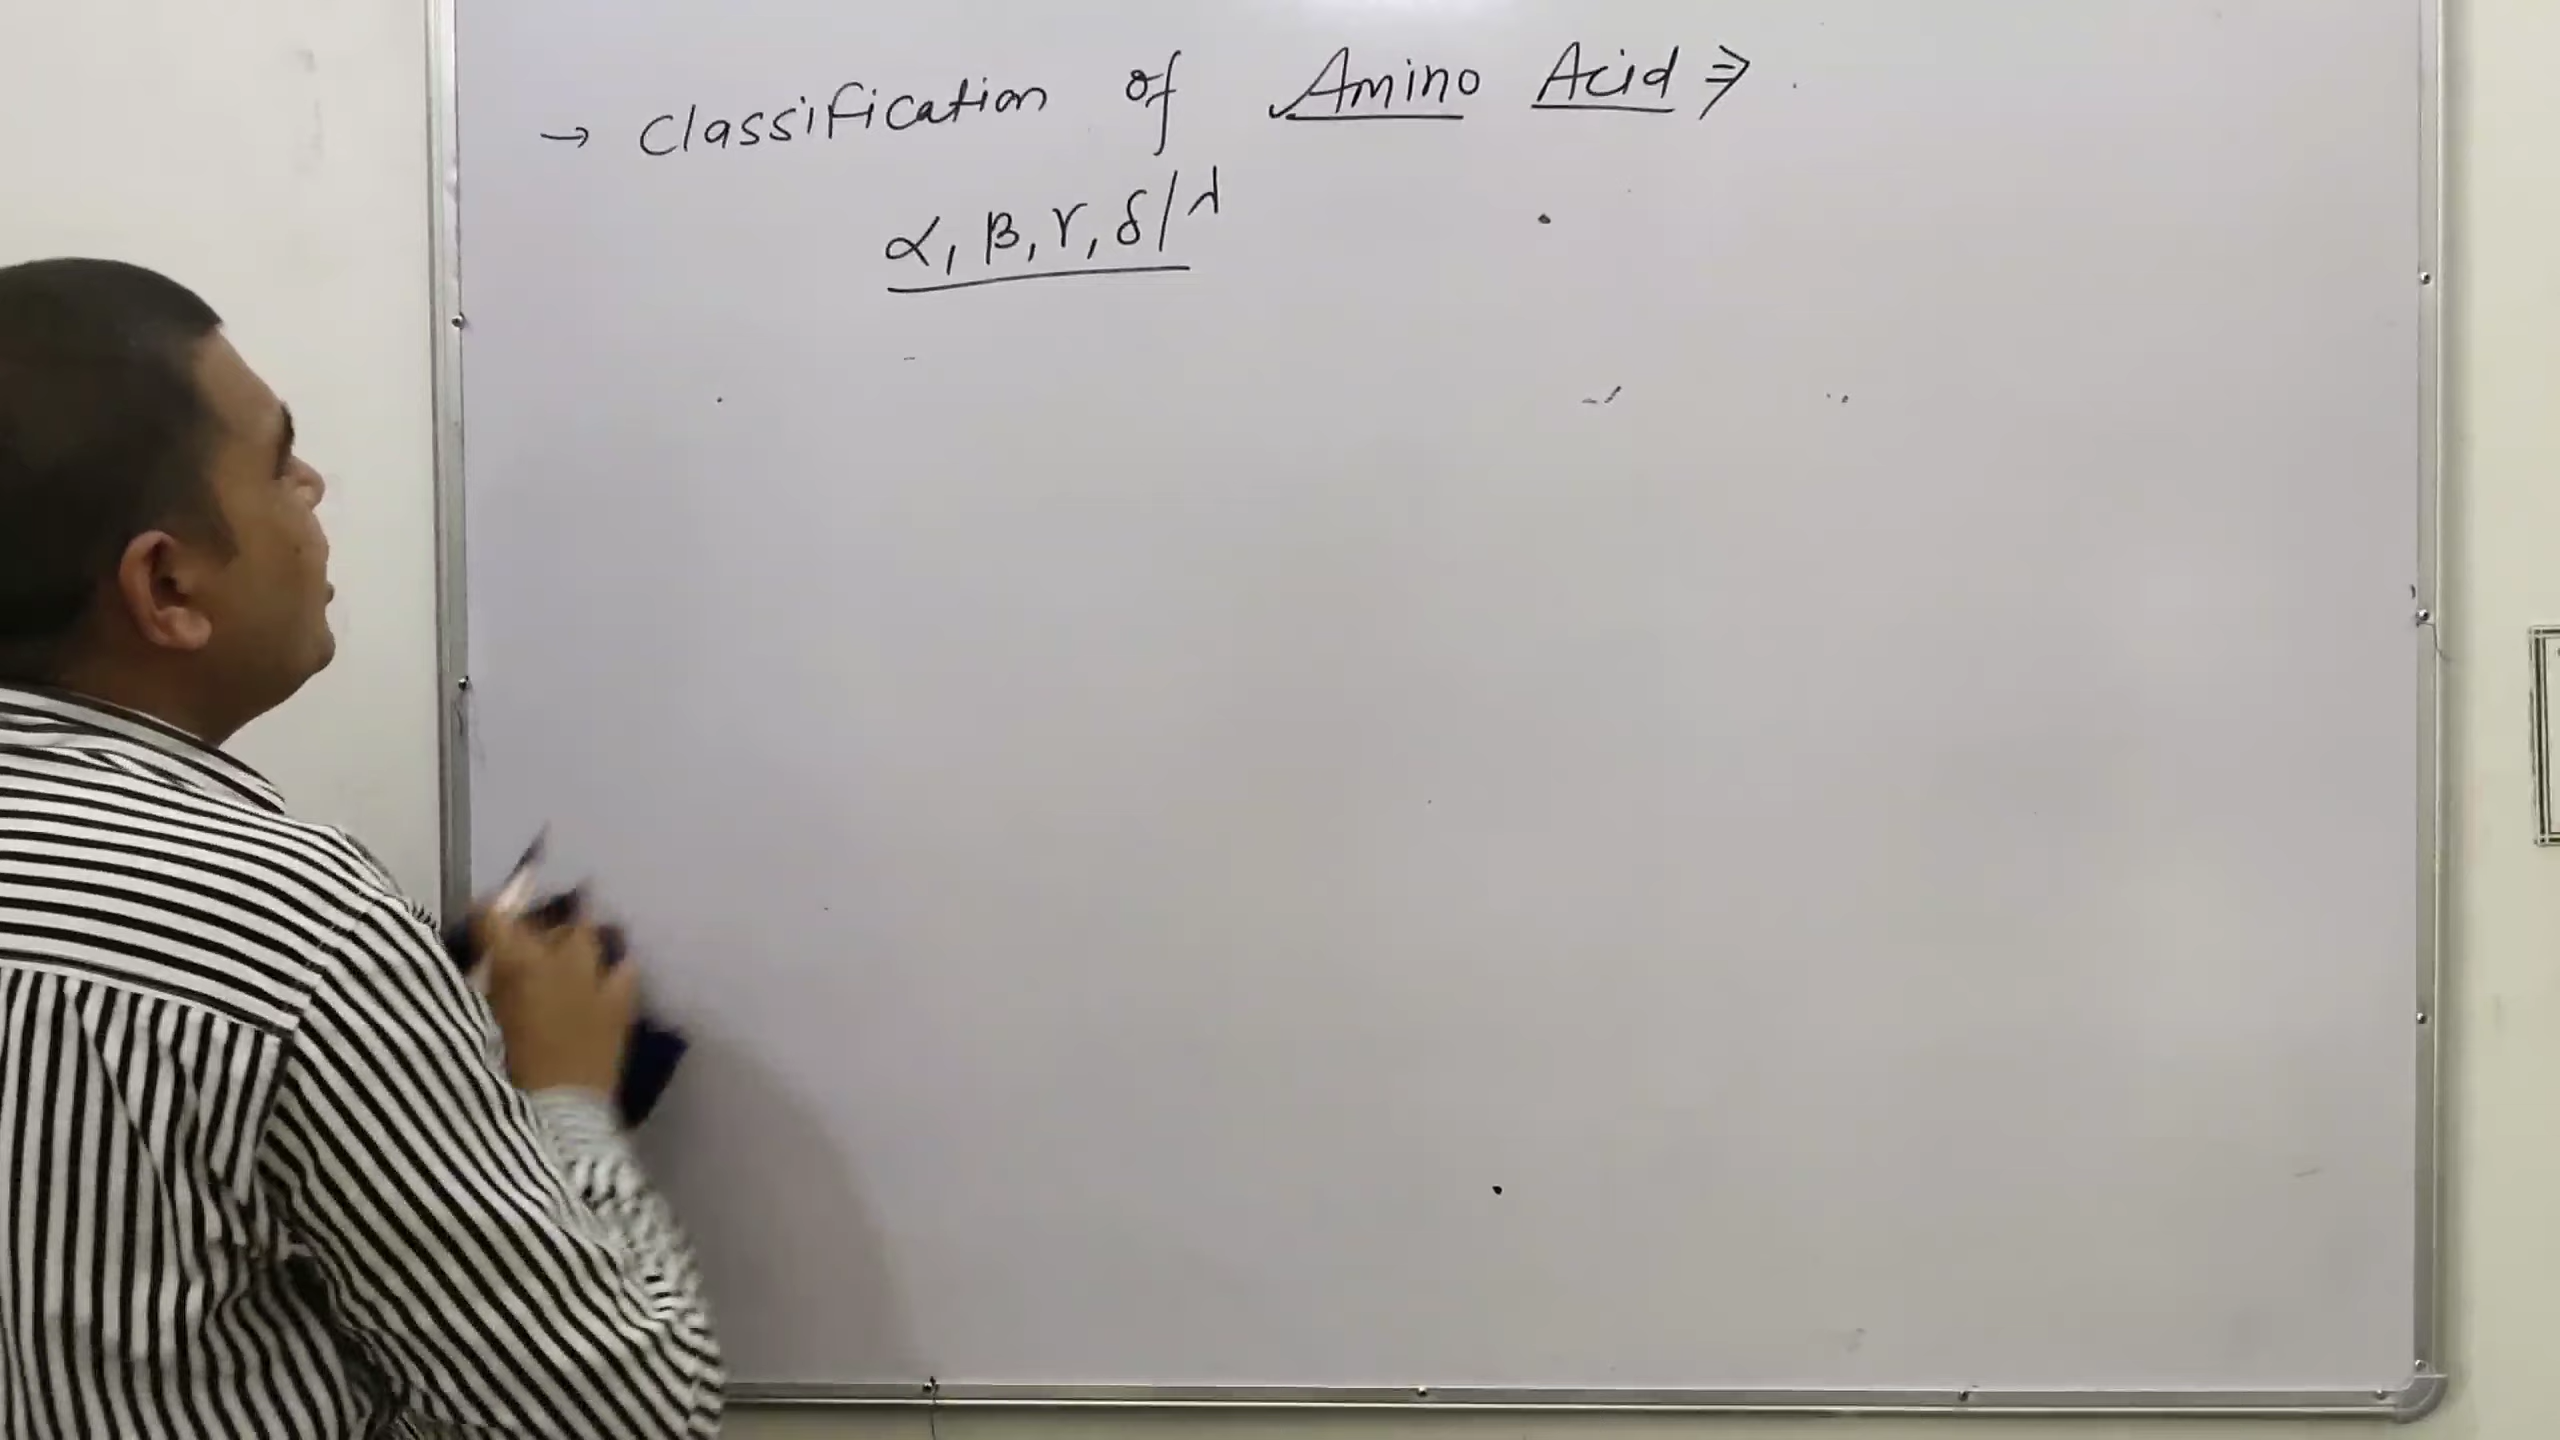 → Classification of Amino Acid ⇒
α, β, γ, δ/λ